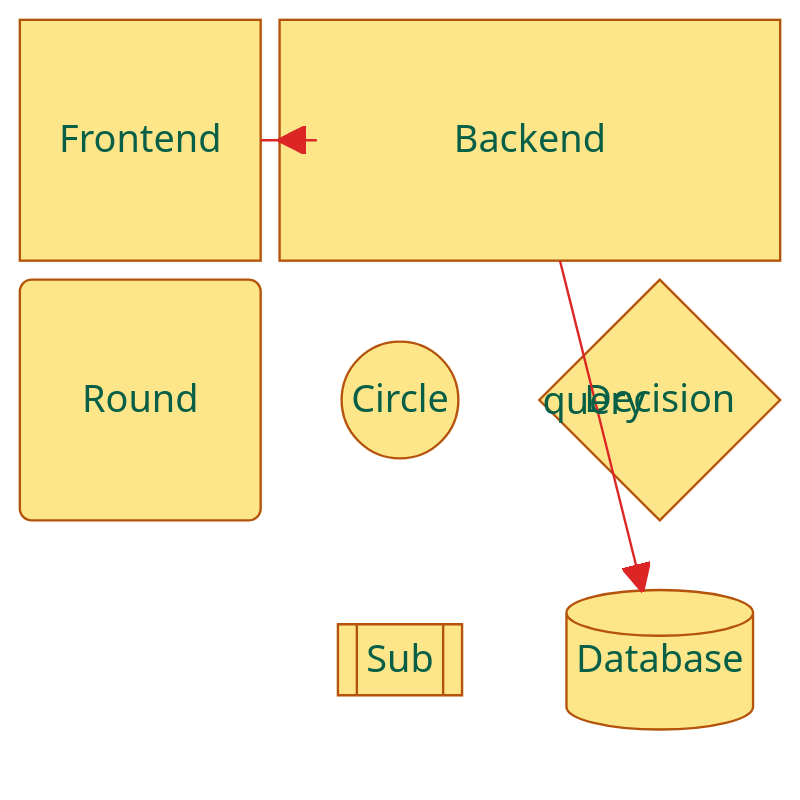 Frontend
Backend
Round
Circle
query
Decision
Sub
Database